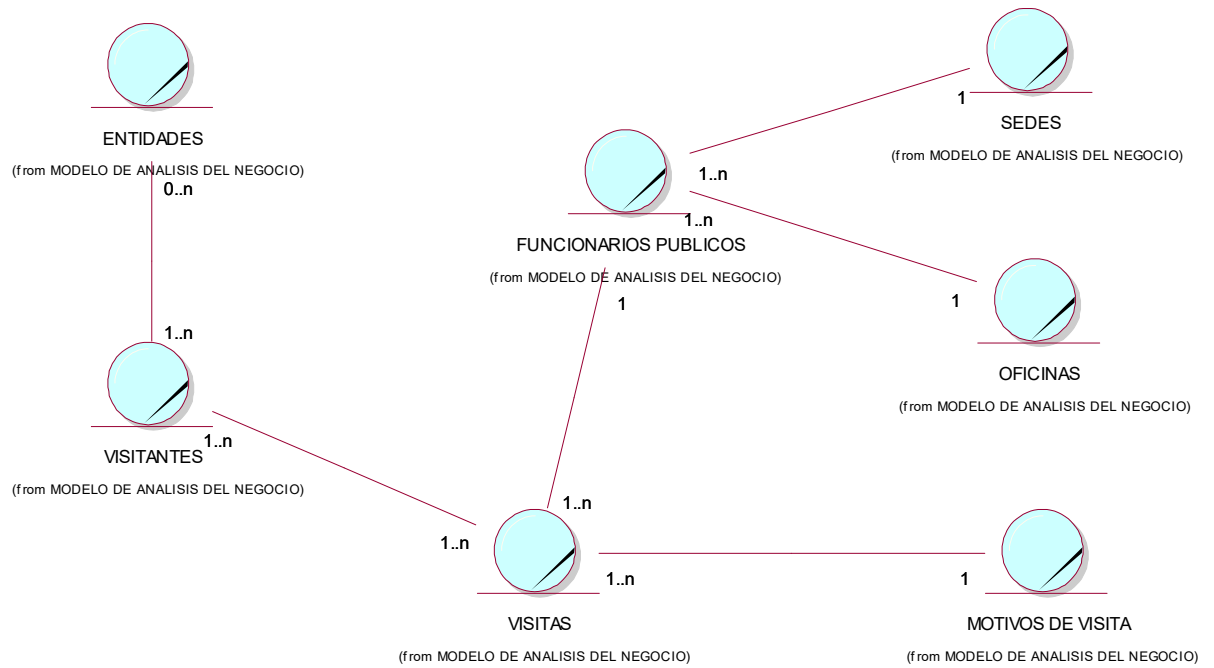 SEDES
(from MODELO DE ANALISIS DEL NEGOCIO)
1
ENTIDADES
(from MODELO DE ANALISIS DEL NEGOCIO)
0..n
1..n
1..n
FUNCIONARIOS PUBLICOS
(from MODELO DE ANALISIS DEL NEGOCIO)
1
1
OFICINAS
(from MODELO DE ANALISIS DEL NEGOCIO)
1..n
1..n
VISITANTES
(from MODELO DE ANALISIS DEL NEGOCIO)
1..n
1..n
1..n
1
VISITAS
(from MODELO DE ANALISIS DEL NEGOCIO)
MOTIVOS DE VISITA
(from MODELO DE ANALISIS DEL NEGOCIO)